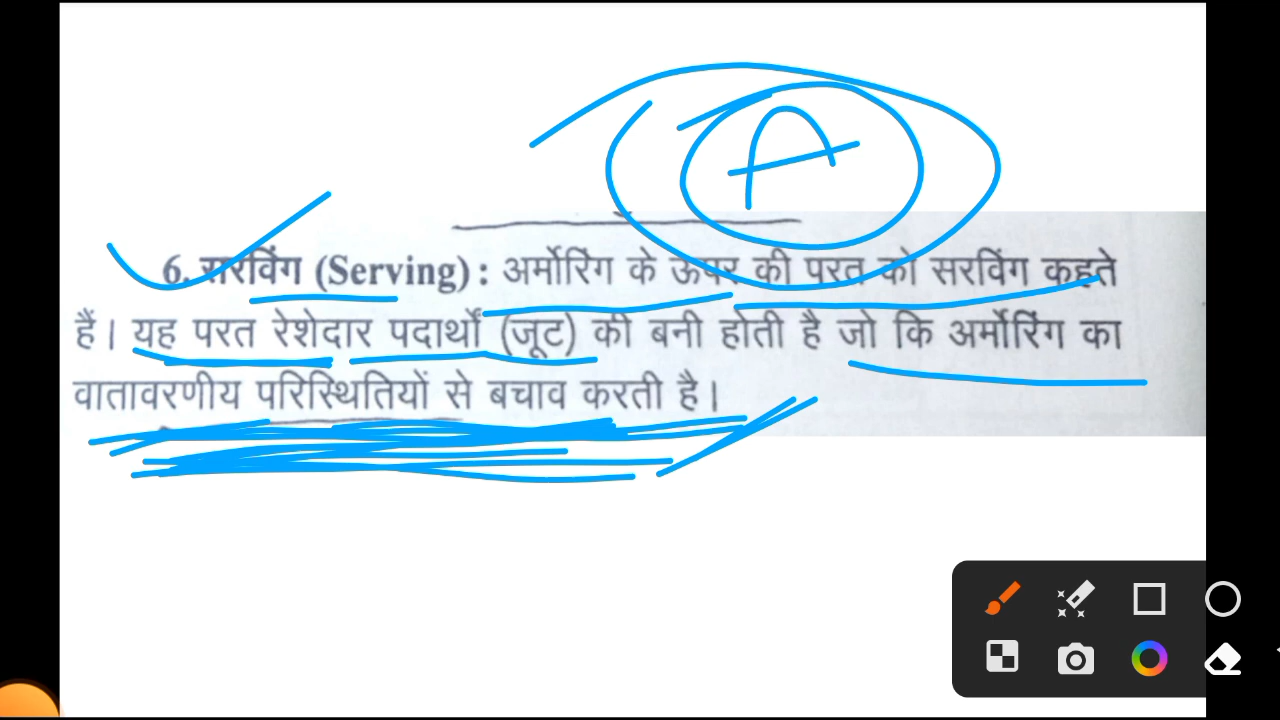 A
6. सरविंग (Serving) : अर्मोरिंग के ऊपर की परत को सरविंग कहते
हैं। यह परत रेशेदार पदार्थों (जूट) की बनी होती है जो कि अर्मोरिंग का
वातावरणीय परिस्थितियों से बचाव करती है।